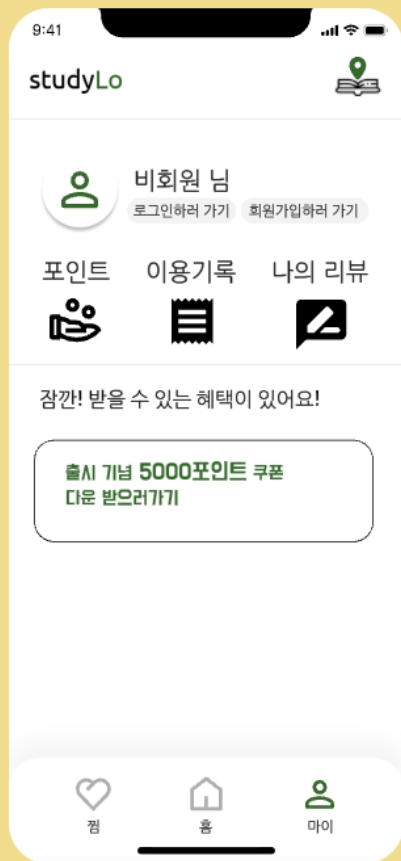 9:41
studyLo
비회원 님
로그인하러 가기 회원가입하러 가기
포인트 이용기록 나의 리뷰
잠깐! 받을 수 있는 혜택이 있어요!
출시 기념 5000포인트 쿠폰
다운 받으러가기
찜 홈 마이